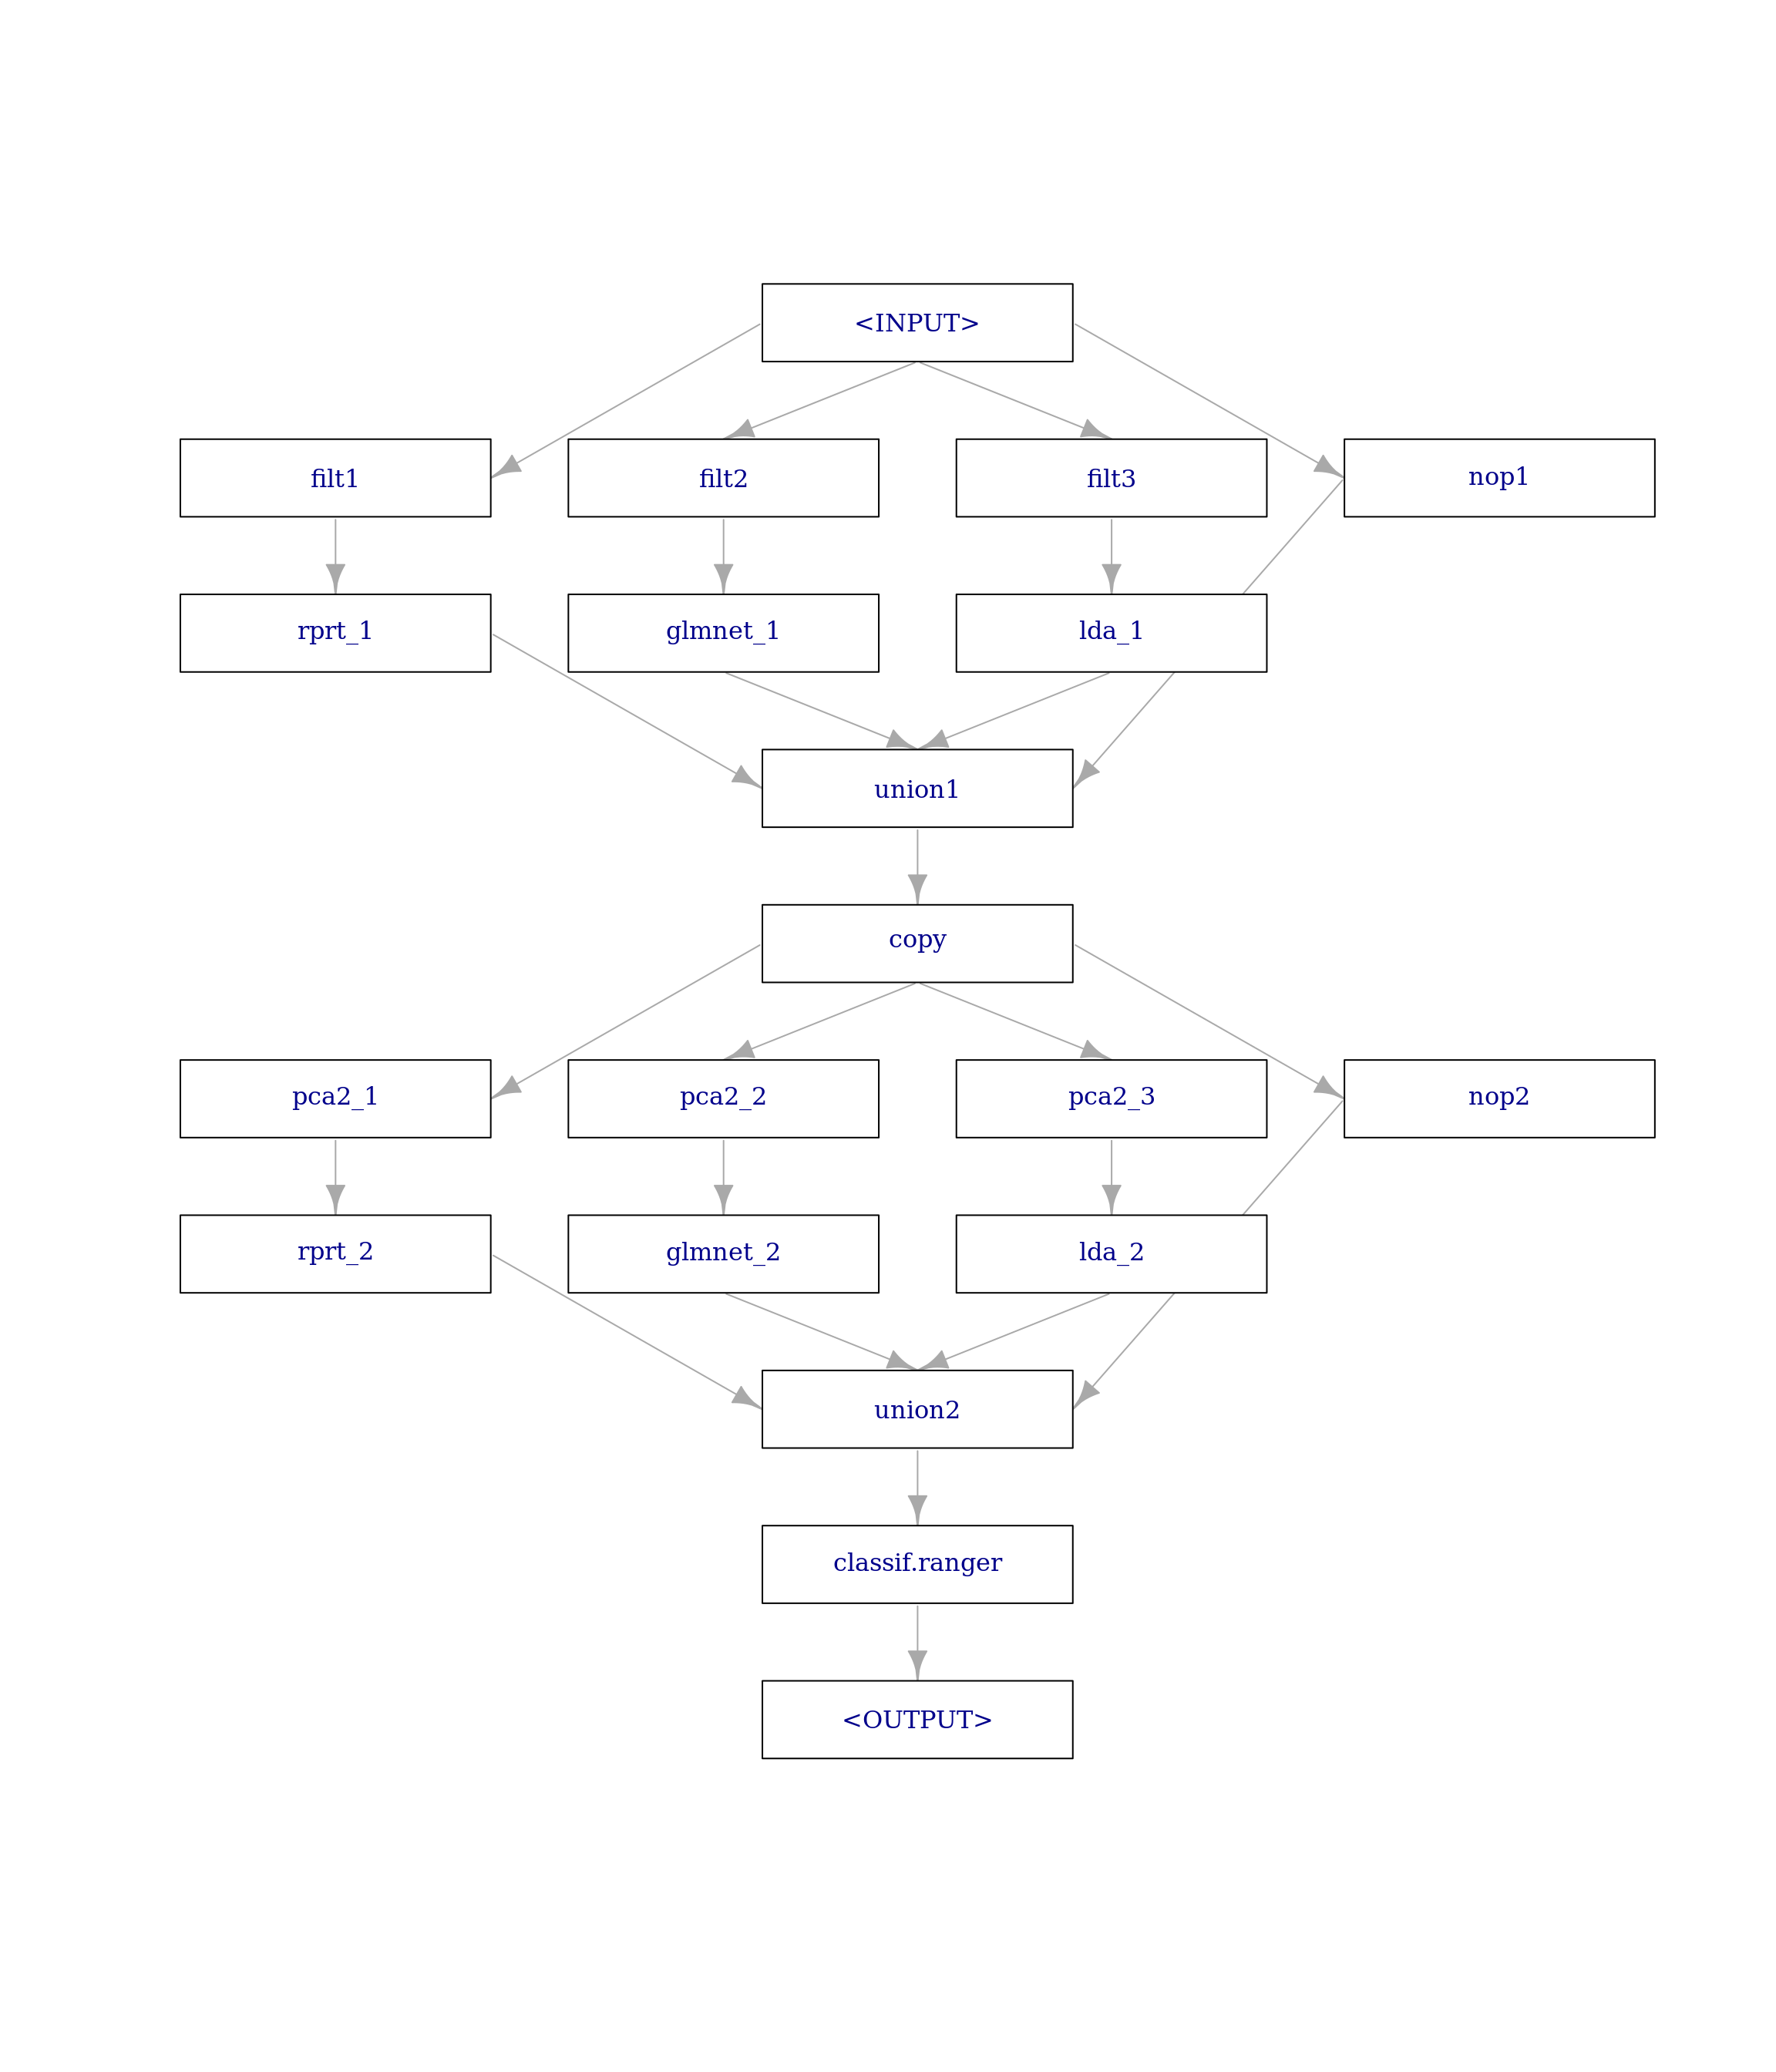 <INPUT>
filt1
filt2
filt3
nop1
rprt_1
glmnet_1
lda_1
union1
copy
pca2_1
pca2_2
pca2_3
nop2
rprt_2
glmnet_2
lda_2
union2
classif.ranger
<OUTPUT>